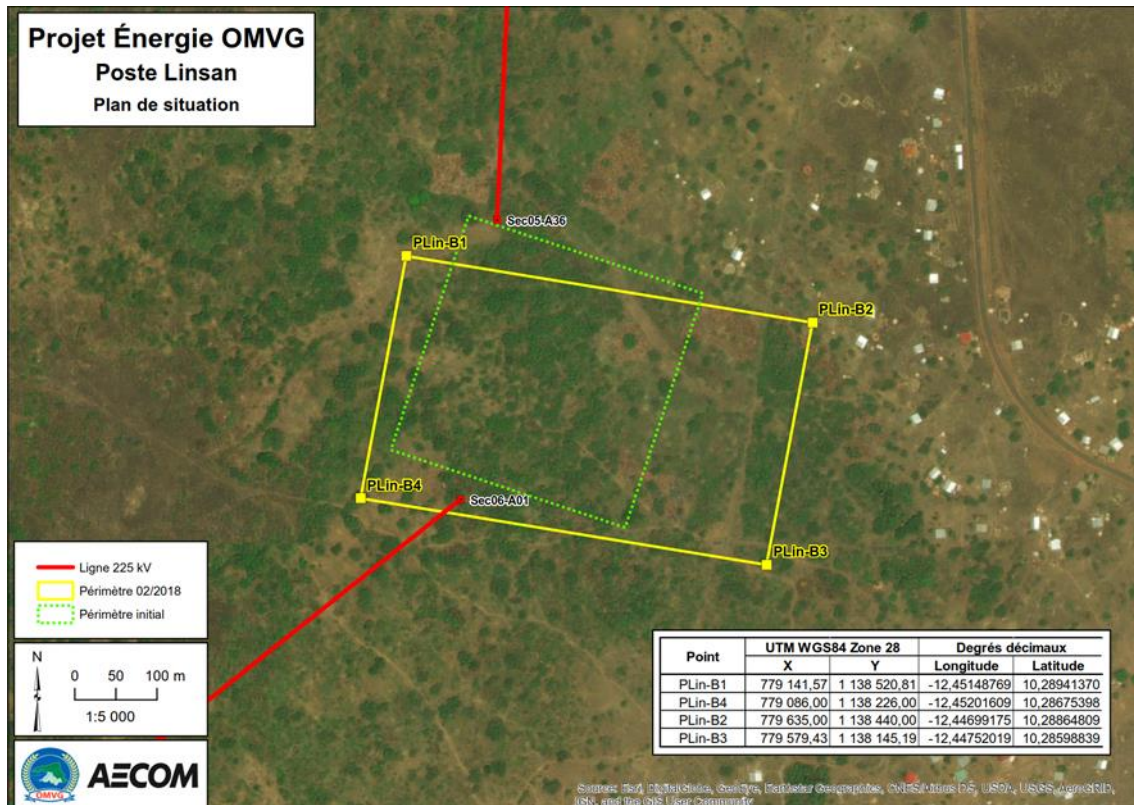 Projet Énergie OMVG
Poste Linsan
Plan de situation
Sec05-A36
PLin-B1
PLin-B2
PLin-B4
Sec06-A01
PLin-B3
Ligne 225 kV
Périmètre 02/2018
Périmètre initial
N
0 50 100 m
1:5 000
OMVG
AECOM
Point UTM WGS84 Zone 28 Degrés décimaux
X Y Longitude Latitude
PLin-B1 779 141,57 1 138 520,81 -12,45148769 10,28941370
PLin-B4 779 086,00 1 138 226,00 -12,45201609 10,28675398
PLin-B2 779 635,00 1 138 440,00 -12,44699175 10,28864809
PLin-B3 779 579,43 1 138 145,19 -12,44752019 10,28598839
Source: Esri, DigitalGlobe, GeoEye, Earthstar Geographics, CNES/Airbus DS, USDA, USGS, AeroGRID,
IGN, and the GIS User Community